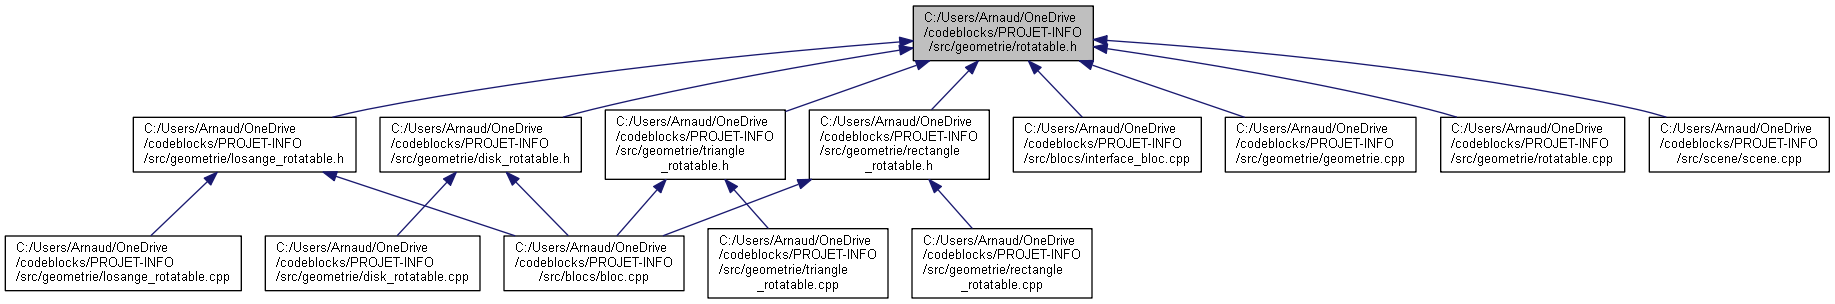 C:/Users/Arnaud/OneDrive
/codeblocks/PROJET-INFO
/src/geometrie/rotatable.h
C:/Users/Arnaud/OneDrive
/codeblocks/PROJET-INFO
/src/geometrie/losange_rotatable.h
C:/Users/Arnaud/OneDrive
/codeblocks/PROJET-INFO
/src/geometrie/disk_rotatable.h
C:/Users/Arnaud/OneDrive
/codeblocks/PROJET-INFO
/src/geometrie/triangle
_rotatable.h
C:/Users/Arnaud/OneDrive
/codeblocks/PROJET-INFO
/src/geometrie/rectangle
_rotatable.h
C:/Users/Arnaud/OneDrive
/codeblocks/PROJET-INFO
/src/blocs/interface_bloc.cpp
C:/Users/Arnaud/OneDrive
/codeblocks/PROJET-INFO
/src/geometrie/geometrie.cpp
C:/Users/Arnaud/OneDrive
/codeblocks/PROJET-INFO
/src/geometrie/rotatable.cpp
C:/Users/Arnaud/OneDrive
/codeblocks/PROJET-INFO
/src/scene/scene.cpp
C:/Users/Arnaud/OneDrive
/codeblocks/PROJET-INFO
/src/geometrie/losange_rotatable.cpp
C:/Users/Arnaud/OneDrive
/codeblocks/PROJET-INFO
/src/geometrie/disk_rotatable.cpp
C:/Users/Arnaud/OneDrive
/codeblocks/PROJET-INFO
/src/blocs/bloc.cpp
C:/Users/Arnaud/OneDrive
/codeblocks/PROJET-INFO
/src/geometrie/triangle
_rotatable.cpp
C:/Users/Arnaud/OneDrive
/codeblocks/PROJET-INFO
/src/geometrie/rectangle
_rotatable.cpp